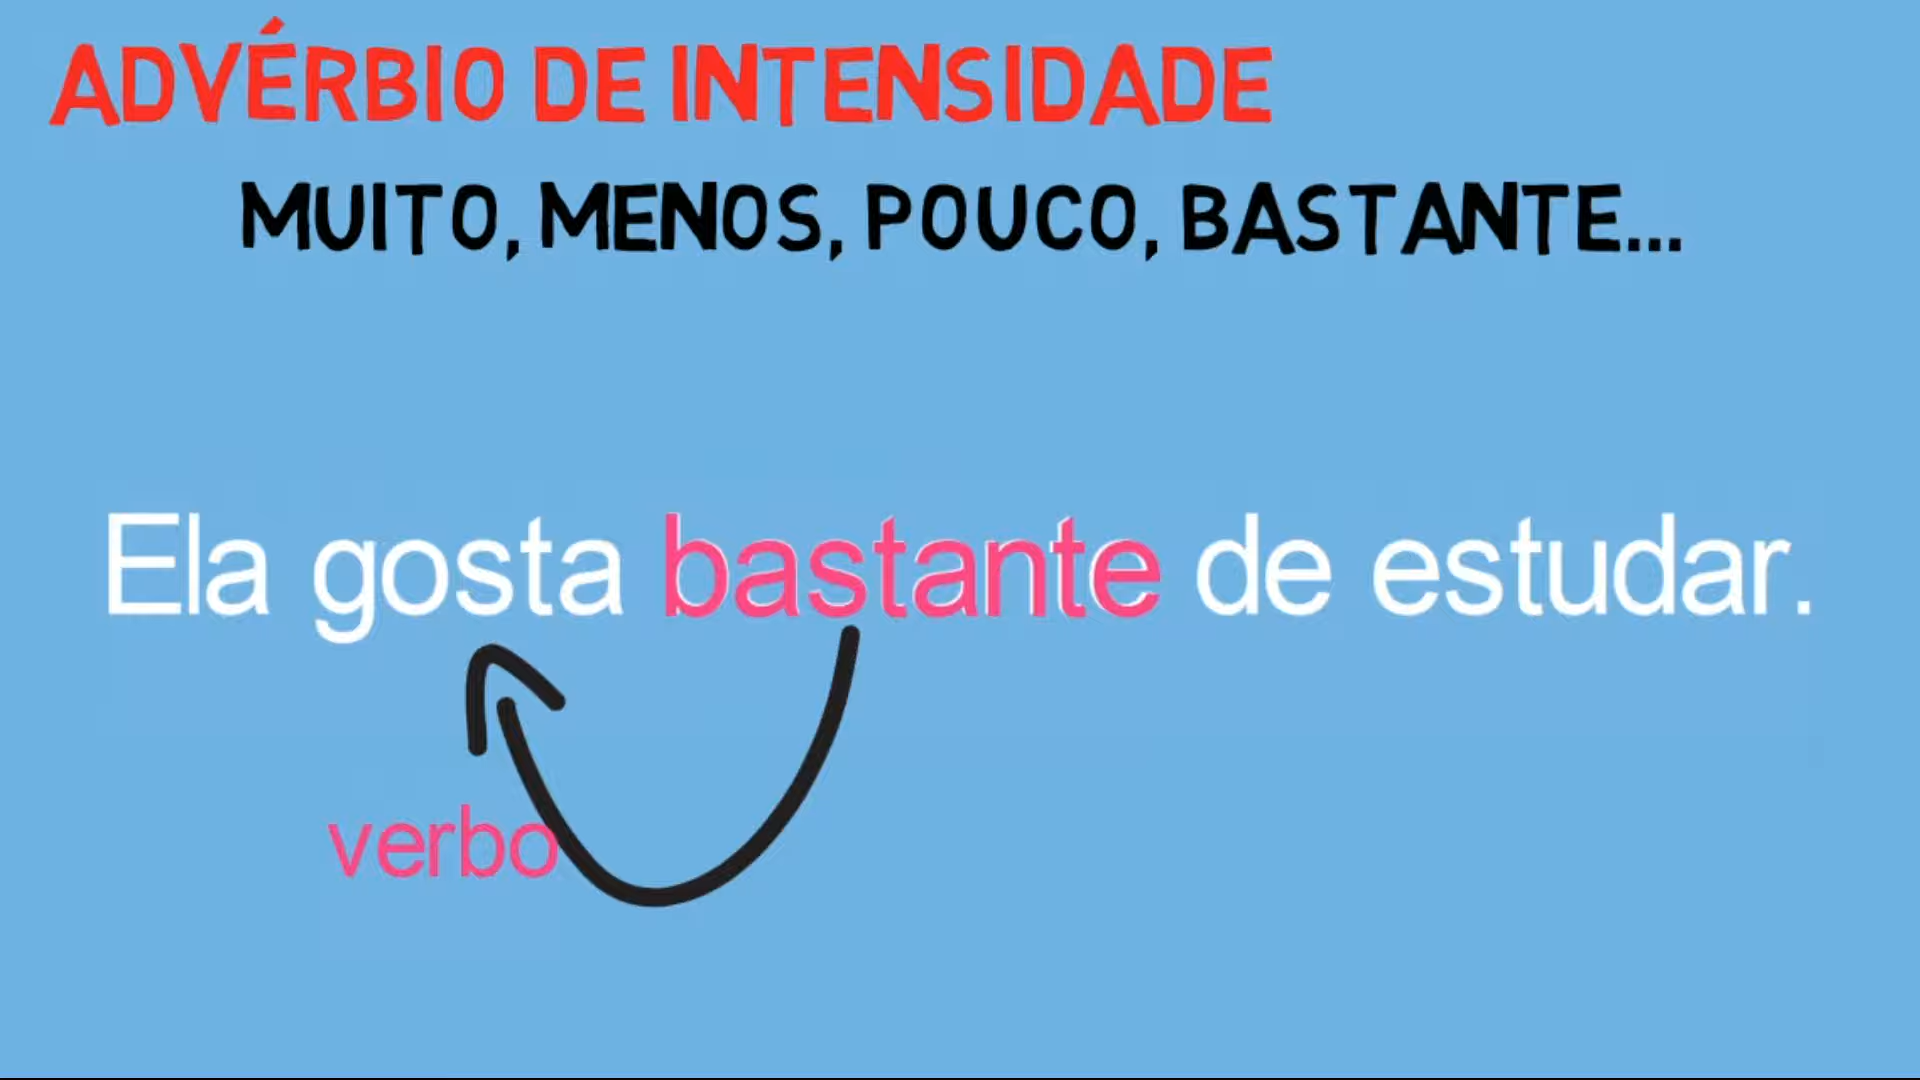 ADVÉRBIO DE INTENSIDADE
MUITO, MENOS, POUCO, BASTANTE...
Ela gosta bastante de estudar.
verbo